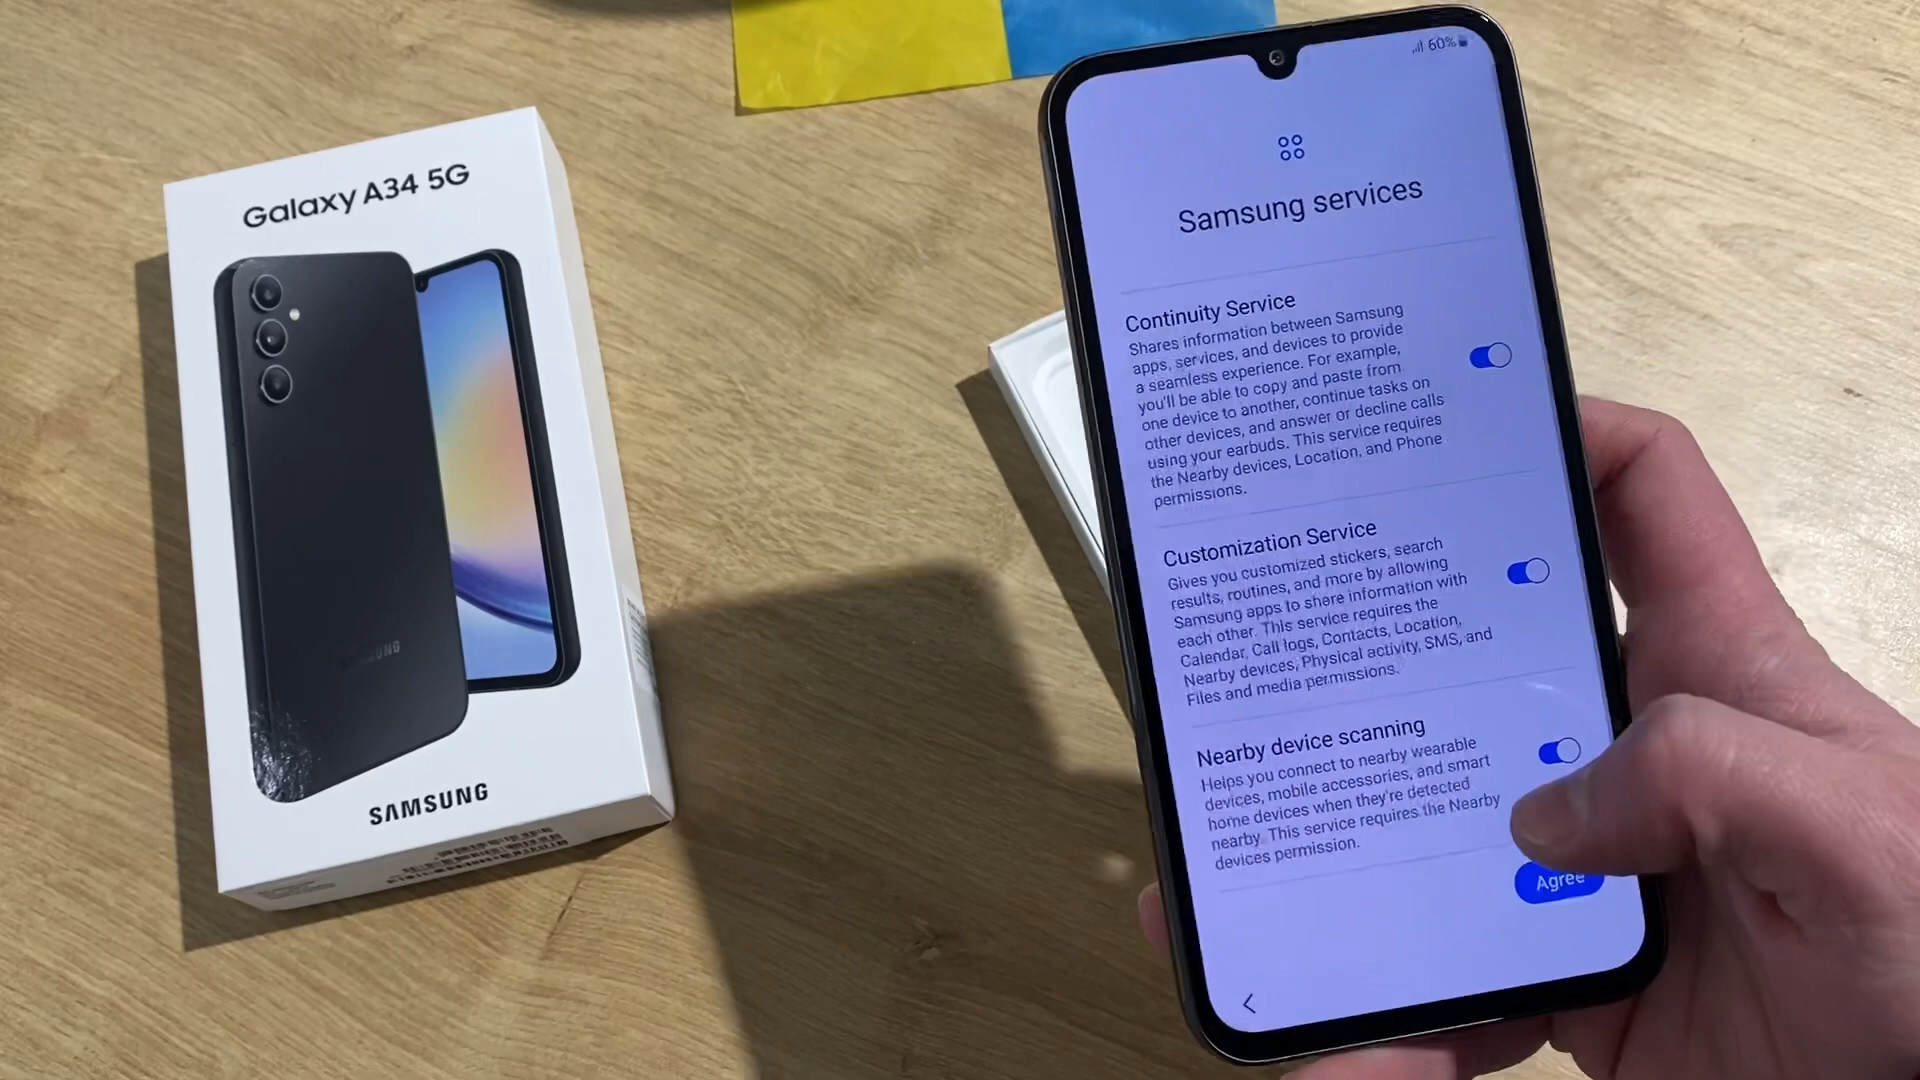 Galaxy A34 5G
SAMSUNG
SAMSUNG
60%
Samsung services
Continuity Service
Shares information between Samsung
apps, services, and devices to provide
a seamless experience. For example,
you'll be able to copy and paste from
one device to another, continue tasks on
other devices, and answer or decline calls
using your earbuds. This service requires
the Nearby devices, Location, and Phone
permissions.
Customization Service
Gives you customized stickers, search
results, routines, and more by allowing
Samsung apps to share information with
each other. This service requires the
Calendar, Call logs, Contacts, Location,
Nearby devices, Physical activity, SMS, and
Files and media permissions.
Nearby device scanning
Helps you connect to nearby wearable
devices, mobile accessories, and smart
home devices when they're detected
nearby. This service requires the Nearby
devices permission.
Agree